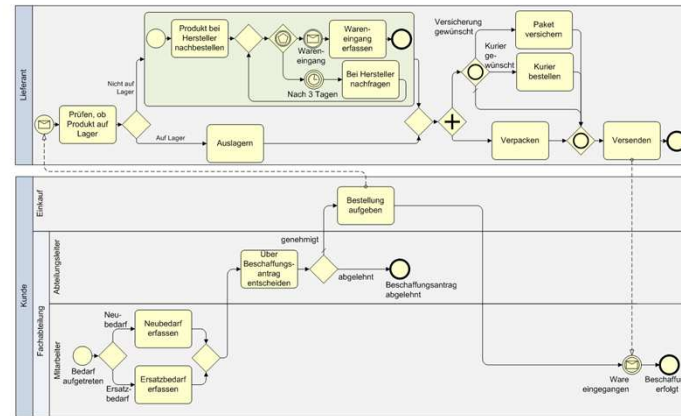 Lieferant
Produkt bei
Hersteller
nachbestellen
Waren-
eingang
Waren-
eingang
erfassen
Nach 3 Tagen
Bei Hersteller
nachfragen
Nicht auf
Lager
Prüfen, ob
Produkt auf
Lager
Auf Lager
Auslagern
Versicherung
gewünscht
Paket
versichern
Kurier
ge-
wünscht
Kurier
bestellen
Verpacken
Versenden
Kunde
Einkauf
Bestellung
aufgeben
Fachabteilung
Abteilungsleiter
Über
Beschaffungs-
antrag
entscheiden
genehmigt
abgelehnt
Beschaffungsantrag
abgelehnt
Mitarbeiter
Bedarf
aufgetreten
Neu-
bedarf
Neubedarf
erfassen
Ersatz-
bedarf
Ersatzbedarf
erfassen
Ware
eingegangen
Beschaffu
erfolgt